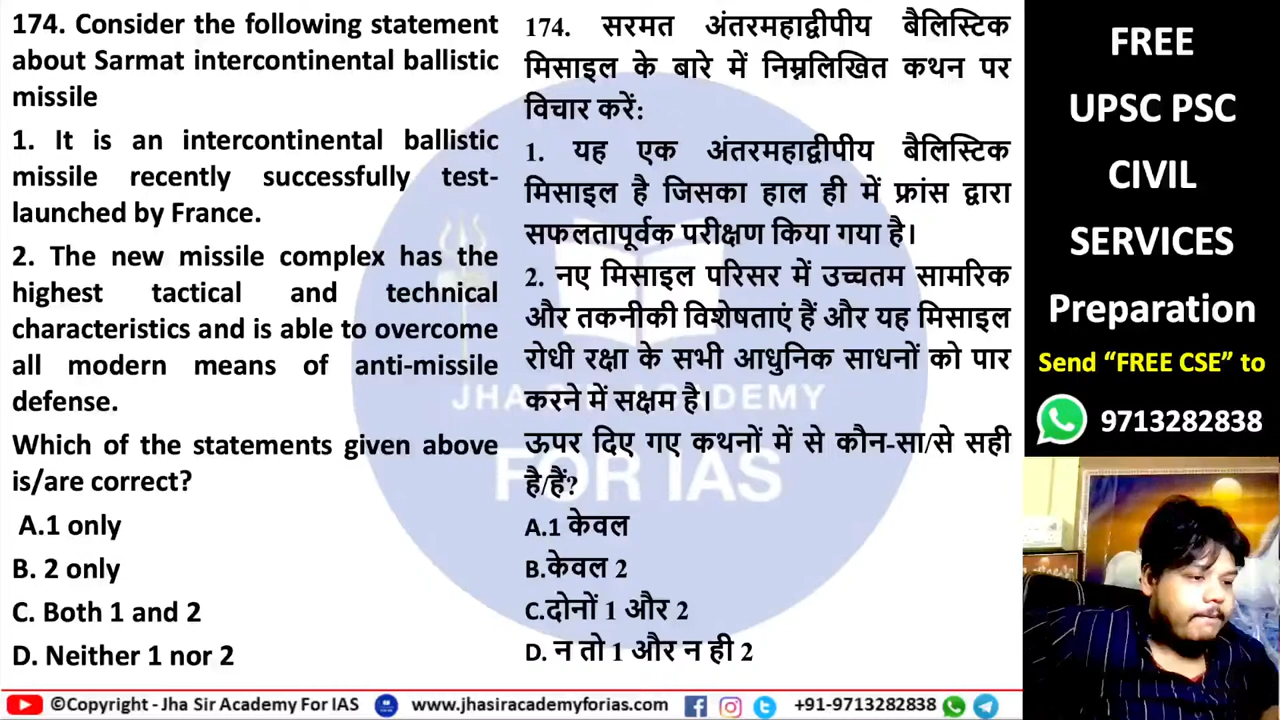 174. Consider the following statement
about Sarmat intercontinental ballistic
missile
1. It is an intercontinental ballistic
missile recently successfully test-
launched by France.
2. The new missile complex has the
highest tactical and technical
characteristics and is able to overcome
all modern means of anti-missile
defense.
Which of the statements given above
is/are correct?
A.1 only
B. 2 only
C. Both 1 and 2
D. Neither 1 nor 2
174. सरमत अंतरमहाद्वीपीय बैलिस्टिक
मिसाइल के बारे में निम्नलिखित कथन पर
विचार करें:
1. यह एक अंतरमहाद्वीपीय बैलिस्टिक
मिसाइल है जिसका हाल ही में फ्रांस द्वारा
सफलतापूर्वक परीक्षण किया गया है।
2. नए मिसाइल परिसर में उच्चतम सामरिक
और तकनीकी विशेषताएं हैं और यह मिसाइल
रोधी रक्षा के सभी आधुनिक साधनों को पार
करने में सक्षम है।
ऊपर दिए गए कथनों में से कौन-सा/से सही
है/हैं?
A.1 केवल
B.केवल 2
C.दोनों 1 और 2
D. न तो 1 और न ही 2
JHA SIR ACADEMY
FOR IAS
FREE
UPSC PSC
CIVIL
SERVICES
Preparation
Send “FREE CSE” to
9713282838
©Copyright - Jha Sir Academy For IAS www.jhasiracademyforias.com +91-9713282838